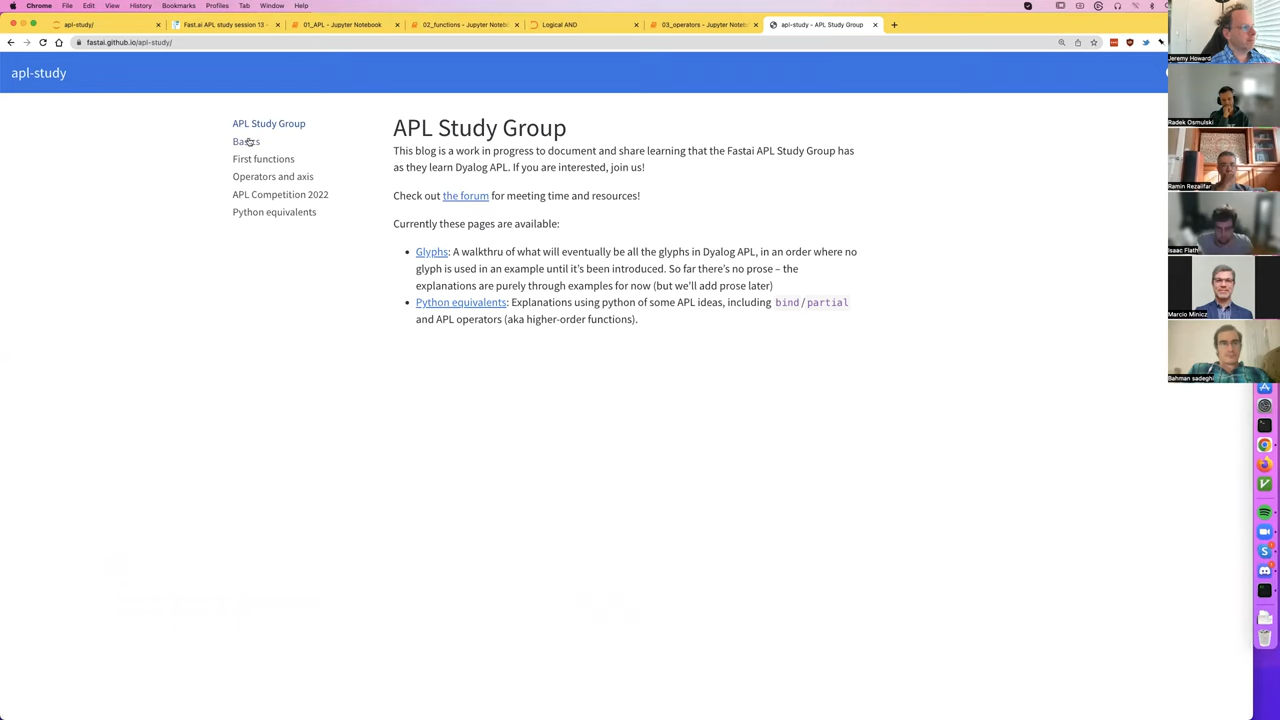 Chrome File Edit View History Bookmarks Profiles Tab Window Help
apl-study/
Fast.ai APL study session 13 -
01_APL - Jupyter Notebook
02_functions - Jupyter Noteb
Logical AND
03_operators - Jupyter Noteb
apl-study - APL Study Group
fastai.github.io/apl-study/
apl-study
APL Study Group
Basics
First functions
Operators and axis
APL Competition 2022
Python equivalents
APL Study Group
This blog is a work in progress to document and share learning that the Fastai APL Study Group has
as they learn Dyalog APL. If you are interested, join us!
Check out the forum for meeting time and resources!
Currently these pages are available:
• Glyphs: A walkthru of what will eventually be all the glyphs in Dyalog APL, in an order where no
glyph is used in an example until it's been introduced. So far there's no prose – the
explanations are purely through examples for now (but we'll add prose later)
• Python equivalents: Explanations using python of some APL ideas, including bind/partial
and APL operators (aka higher-order functions).
Jeremy Howard
Radek Osmulski
Ramin Rezaiifar
Isaac Flath
Marcio Minicz
Bahman sadeghi